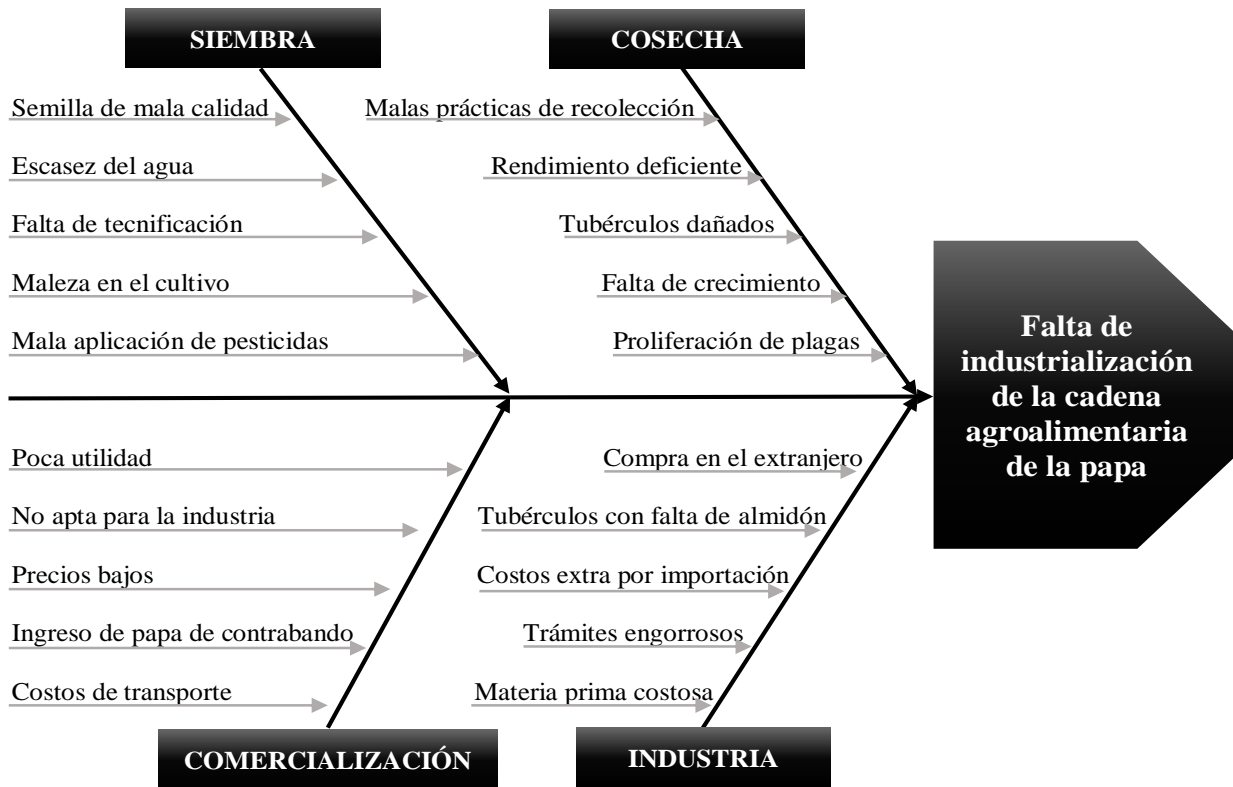 SIEMBRA
Semilla de mala calidad
Escasez del agua
Falta de tecnificación
Maleza en el cultivo
Mala aplicación de pesticidas
COSECHA
Malas prácticas de recolección
Rendimiento deficiente
Tubérculos dañados
Falta de crecimiento
Proliferación de plagas
Falta de
industrialización
de la cadena
agroalimentaria
de la papa
Poca utilidad
No apta para la industria
Precios bajos
Ingreso de papa de contrabando
Costos de transporte
COMERCIALIZACIÓN
Compra en el extranjero
Tubérculos con falta de almidón
Costos extra por importación
Trámites engorrosos
Materia prima costosa
INDUSTRIA